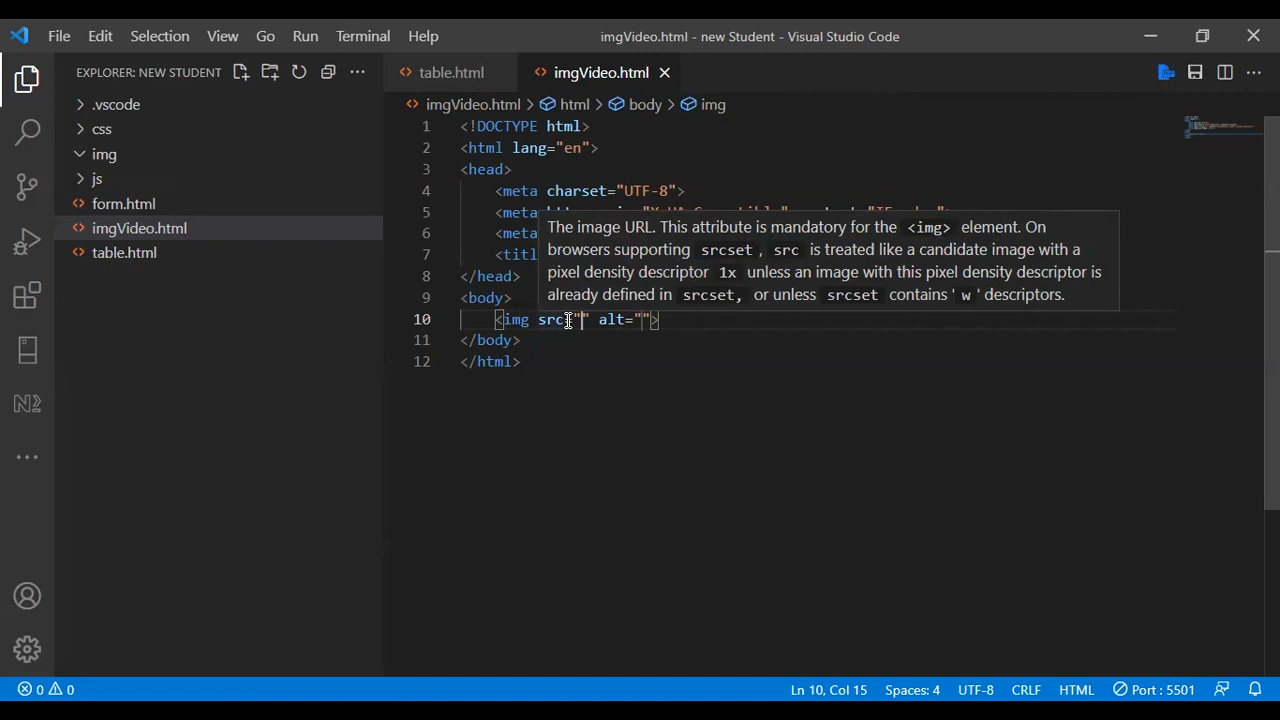 File Edit Selection View Go Run Terminal Help imgVideo.html - new Student - Visual Studio Code
EXPLORER: NEW STUDENT
.vscode
css
img
js
form.html
imgVideo.html
table.html
table.html imgVideo.html
imgVideo.html > html > body > img
1 <!DOCTYPE html>
2 <html lang="en">
3 <head>
4 <meta charset="UTF-8">
5 <meta
6 <meta
7 <titl
The image URL. This attribute is mandatory for the <img> element. On
browsers supporting srcset, src is treated like a candidate image with a
pixel density descriptor 1x unless an image with this pixel density descriptor is
already defined in srcset, or unless srcset contains 'w' descriptors.
8 </head>
9 <body>
10 <img src="" alt="">
11 </body>
12 </html>
0 0 Ln 10, Col 15 Spaces: 4 UTF-8 CRLF HTML Port : 5501